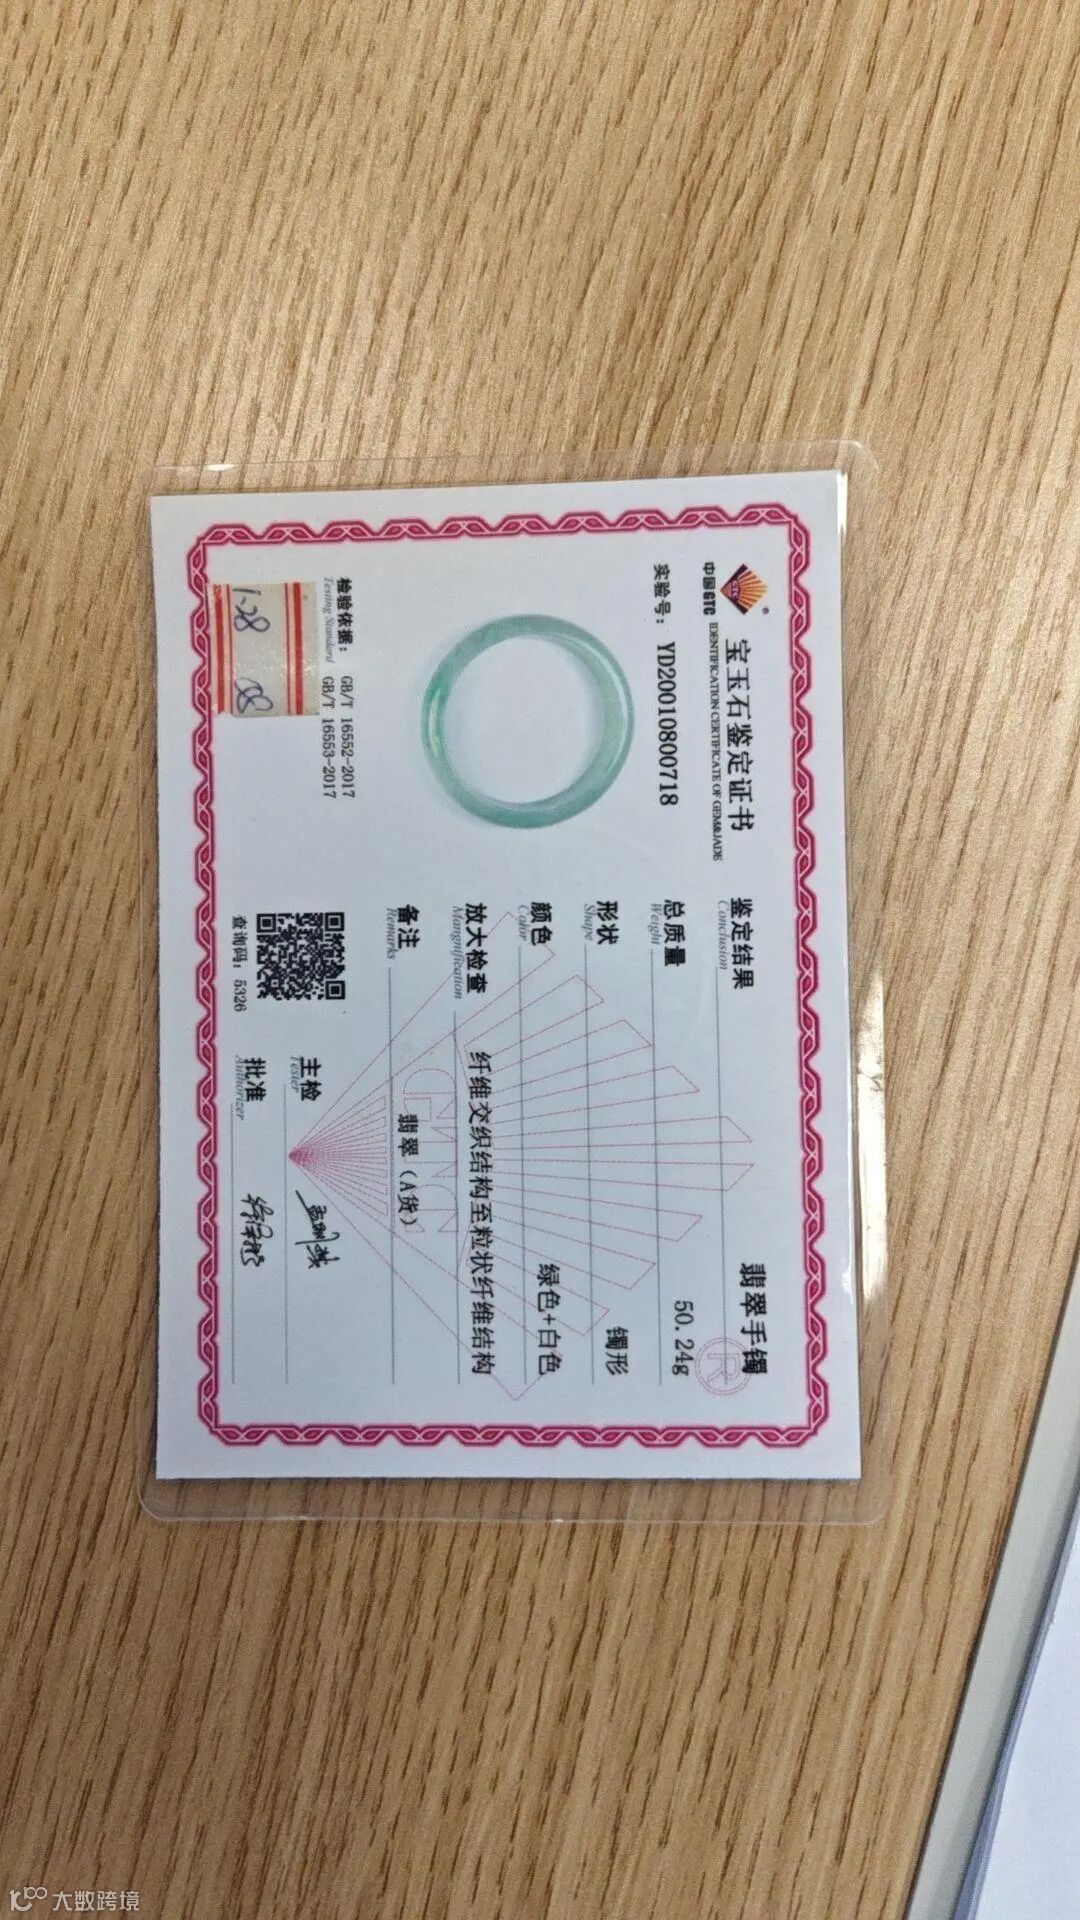 GTC
®
中国GTC
宝玉石鉴定证书
IDENTIFICATION CERTIFICATE OF GEM&JADE
实验号: YD20010800718
检验依据: GB/T 16552-2017
Testing Standard GB/T 16553-2017
1-28
鉴定结果 翡翠手镯
Conclusion
总质量 50.24g
Weight
形状 镯形
Shape
颜色 绿色+白色
Color
放大检查 纤维交织结构至粒状纤维结构
Mangnification
备注 翡翠(A货)
Remarks
主检
Tester
批准
Authorizer
查询码: 5326
®
大数跨境